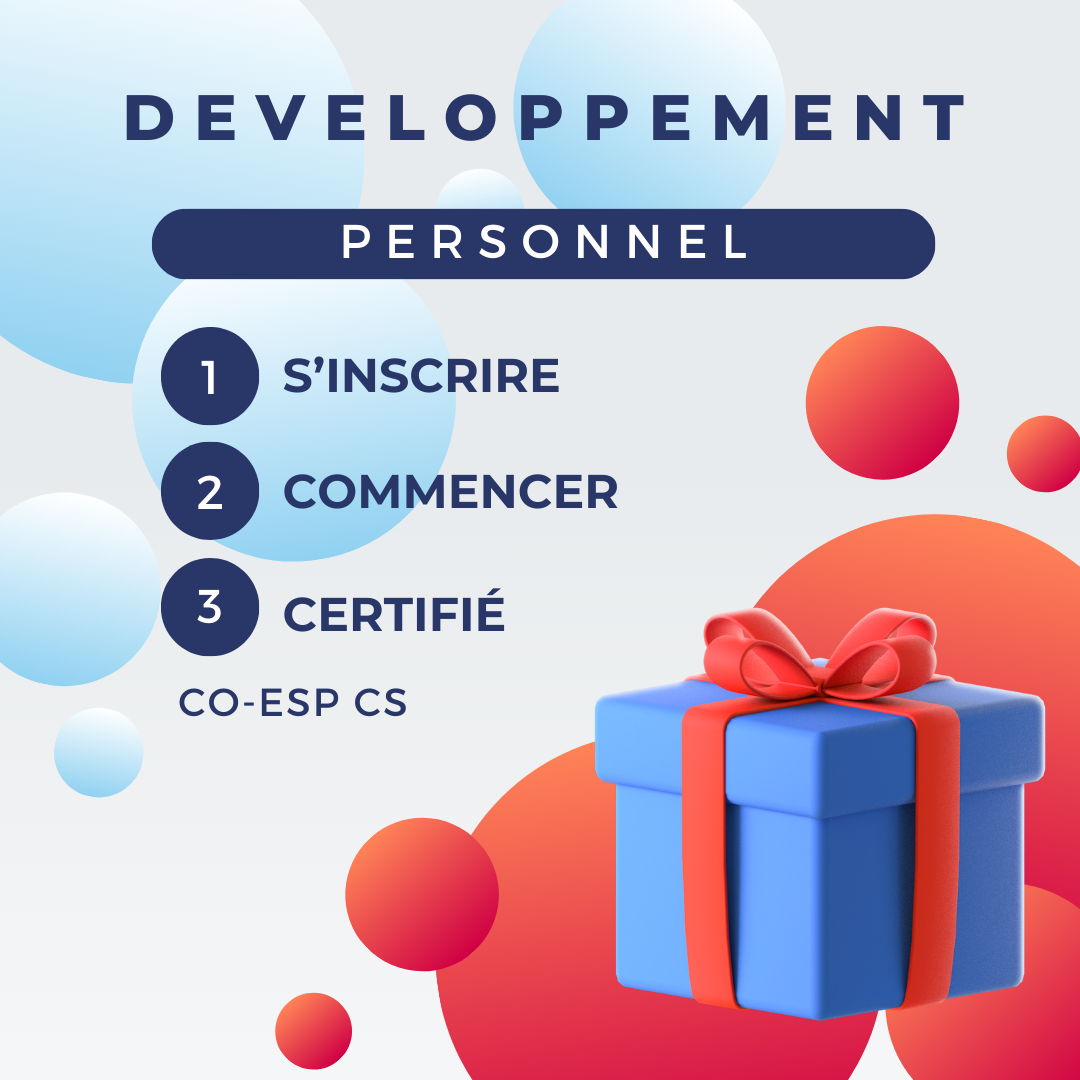 DEVELOPPEMENT
PERSONNEL
1 S’INSCRIRE
2 COMMENCER
3 CERTIFIÉ
CO-ESP CS